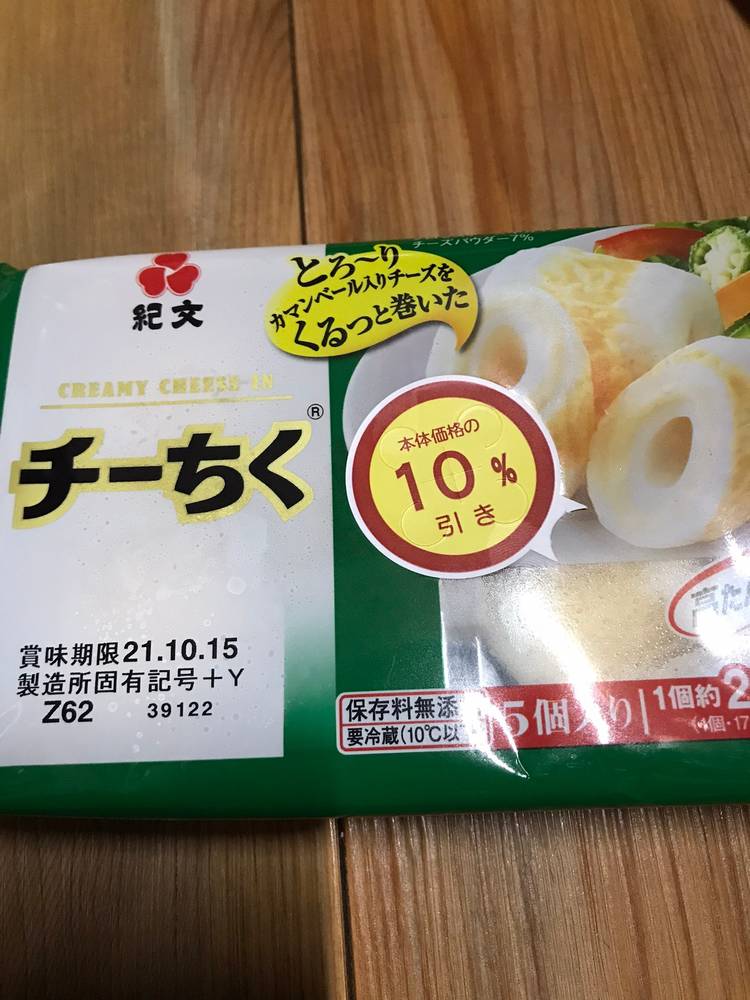 チーズパウダー7%
とろ〜り
カマンベール入りチーズを
くるっと巻いた
紀文
CREAMY CHEESE IN
チーちく®
本体価格の
10%
引き
賞味期限21.10.15
製造所固有記号+Y
Z62 39122
保存料無添
要冷蔵(10℃以
5個入り
1個約2